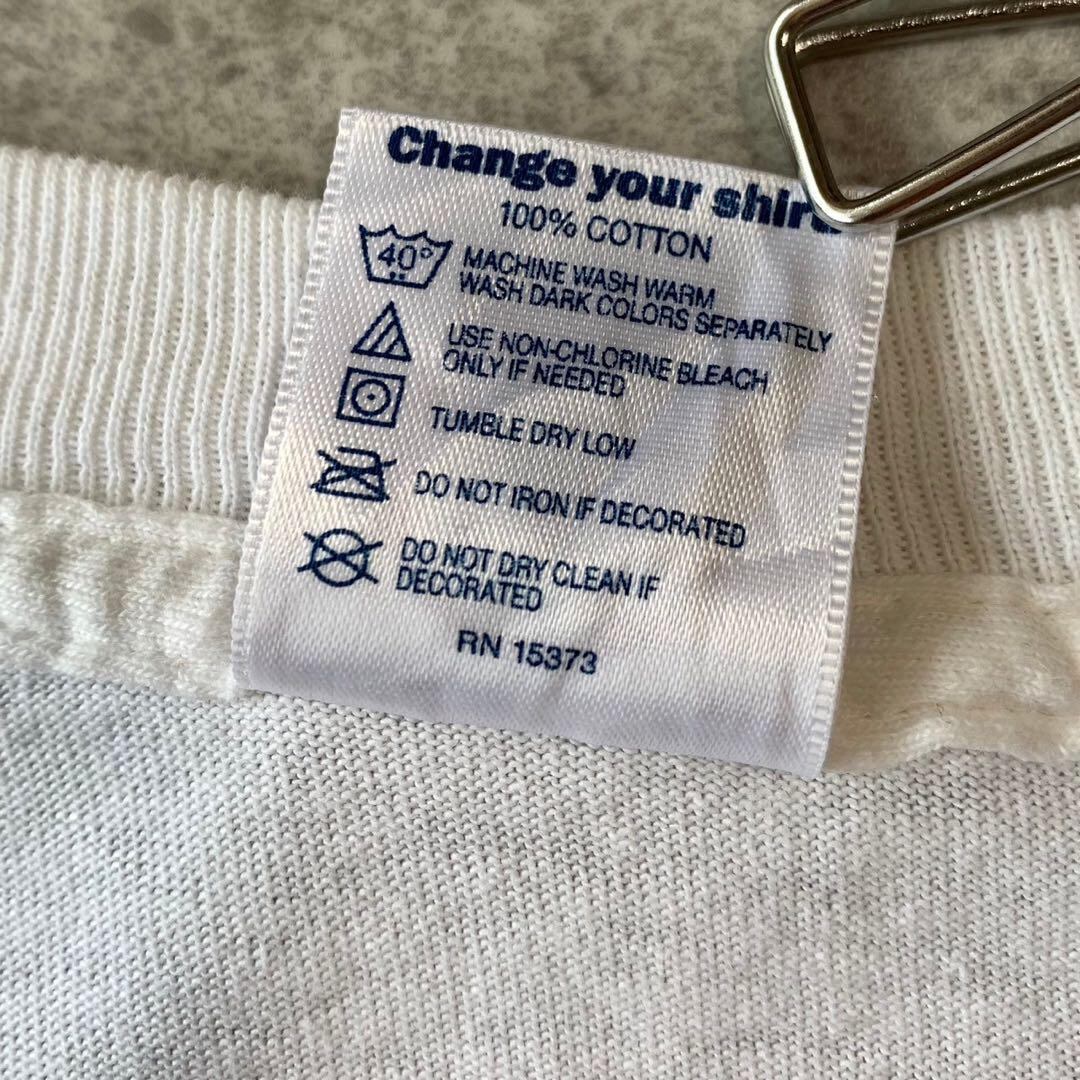 Change your shirt
100% COTTON
40°
MACHINE WASH WARM
WASH DARK COLORS SEPARATELY
USE NON-CHLORINE BLEACH
ONLY IF NEEDED
TUMBLE DRY LOW
DO NOT IRON IF DECORATED
DO NOT DRY CLEAN IF
DECORATED
RN 15373